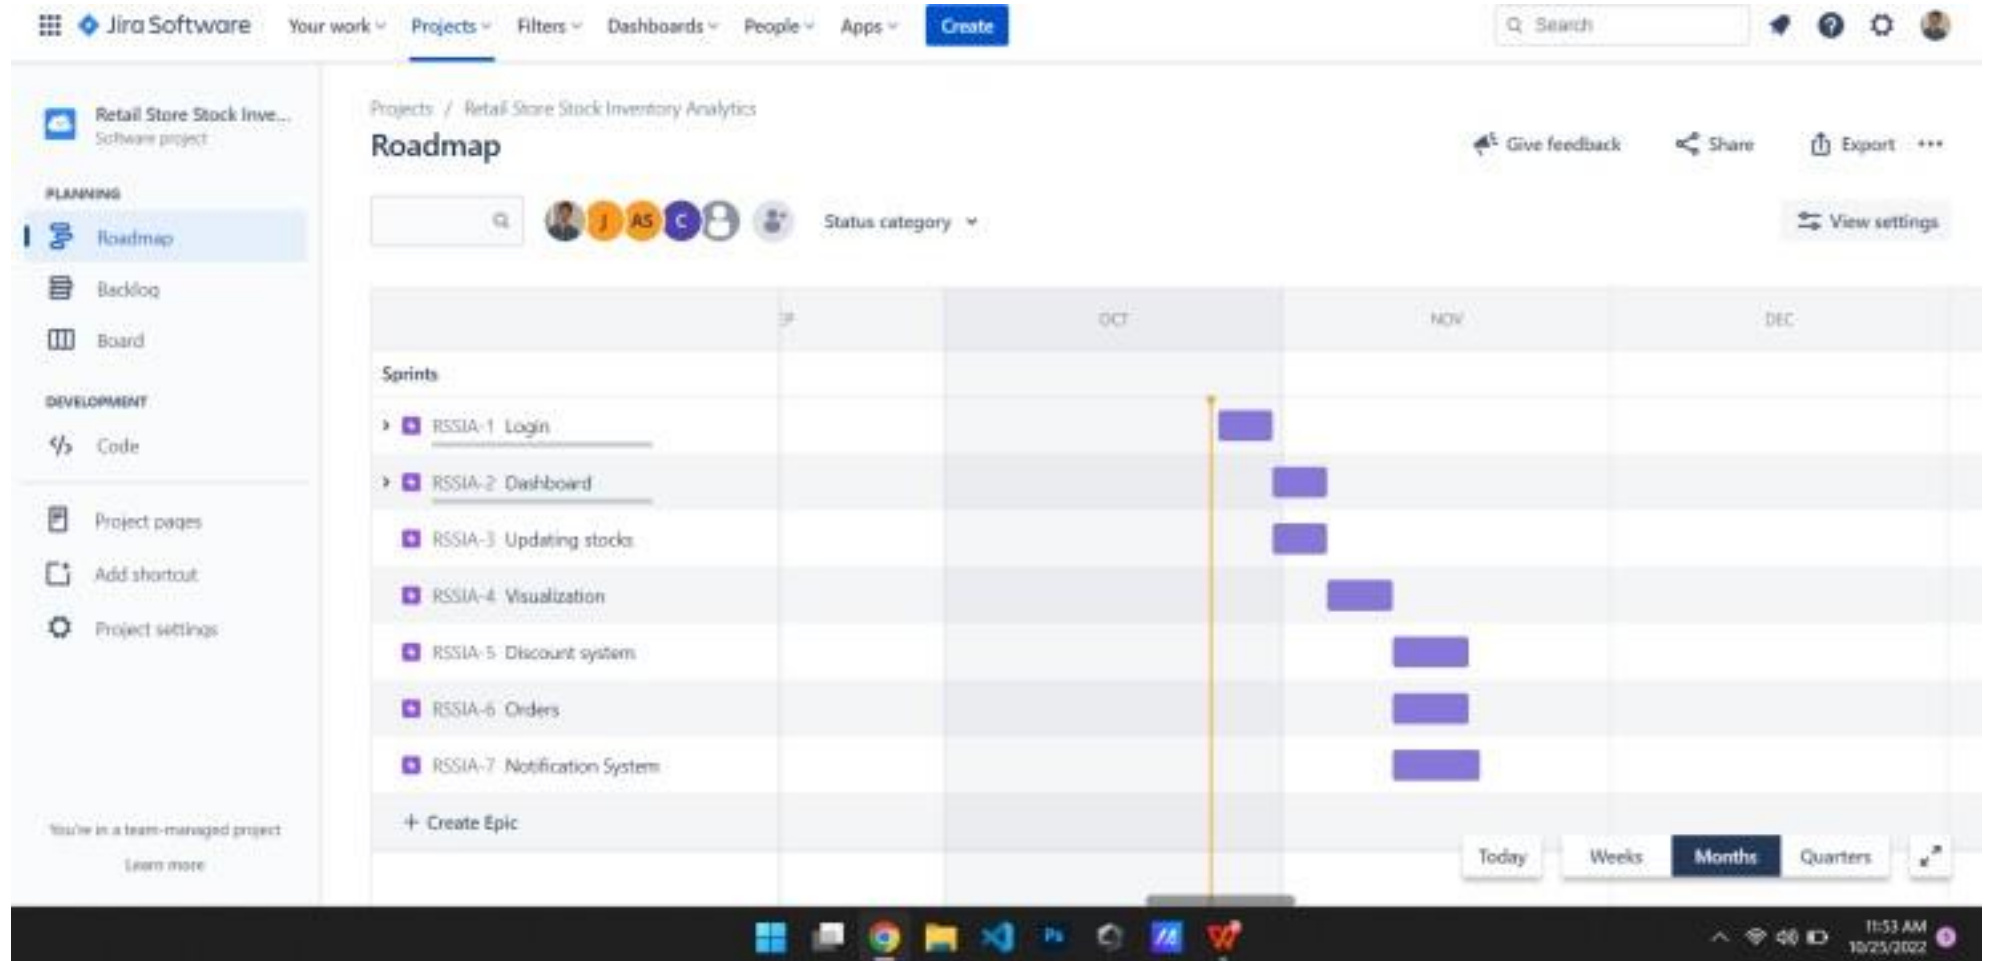 Jira Software Your work Projects Filters Dashboards People Apps Create Search
Retail Store Stock Inve...
Software project
PLANNING
Roadmap
Backlog
Board
DEVELOPMENT
Code
Project pages
Add shortcut
Project settings
You're in a team-managed project
Learn more
Projects / Retail Store Stock Inventory Analytics
Roadmap
Give feedback Share Export
J AS C Status category View settings
OCT NOV DEC
Sprints
RSSIA-1 Login
RSSIA-2 Dashboard
RSSIA-3 Updating stocks
RSSIA-4 Visualization
RSSIA-5 Discount system
RSSIA-6 Orders
RSSIA-7 Notification System
+ Create Epic
Today Weeks Months Quarters
Ps
11:53 AM
10/25/2022